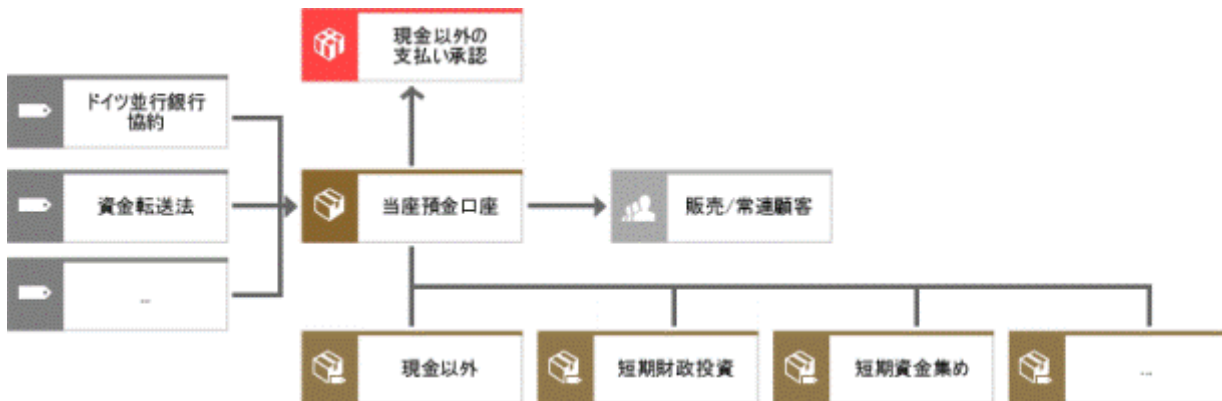 現金以外の
支払い承認
ドイツ並行銀行
協約
資金転送法
当座預金口座
販売/常連顧客
...
現金以外
短期財政投資
短期資金集め
...